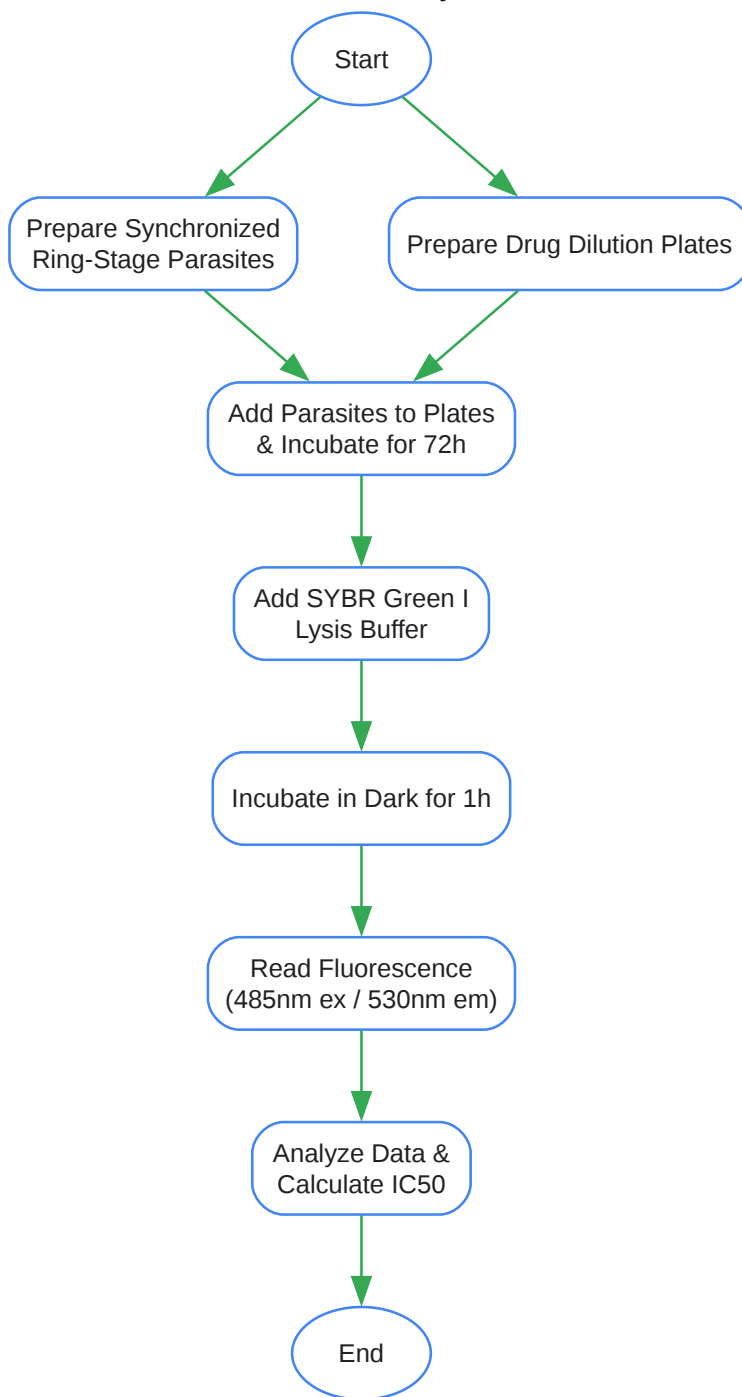 Start
Prepare Synchronized
Ring-Stage Parasites
Prepare Drug Dilution Plates
Add Parasites to Plates
& Incubate for 72h
Add SYBR Green I
Lysis Buffer
Incubate in Dark for 1h
Read Fluorescence
(485nm ex / 530nm em)
Analyze Data &
Calculate IC50
End